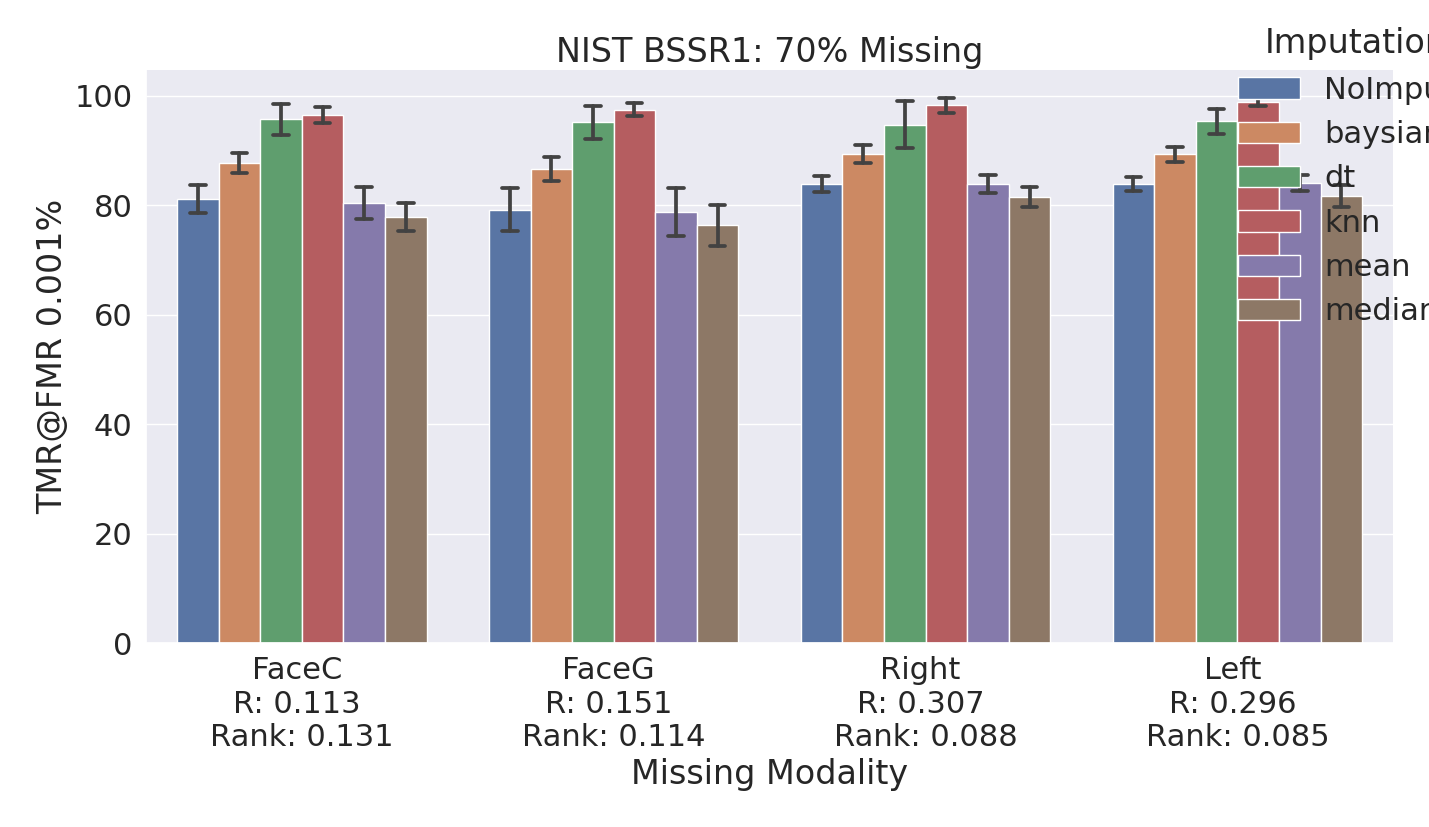 NIST BSSR1: 70% Missing
Imputation
NoImpu
baysian
dt
knn
mean
median
TMR@FMR 0.001%
100
80
60
40
20
0
FaceC
R: 0.113
Rank: 0.131
FaceG
R: 0.151
Rank: 0.114
Right
R: 0.307
Rank: 0.088
Left
R: 0.296
Rank: 0.085
Missing Modality